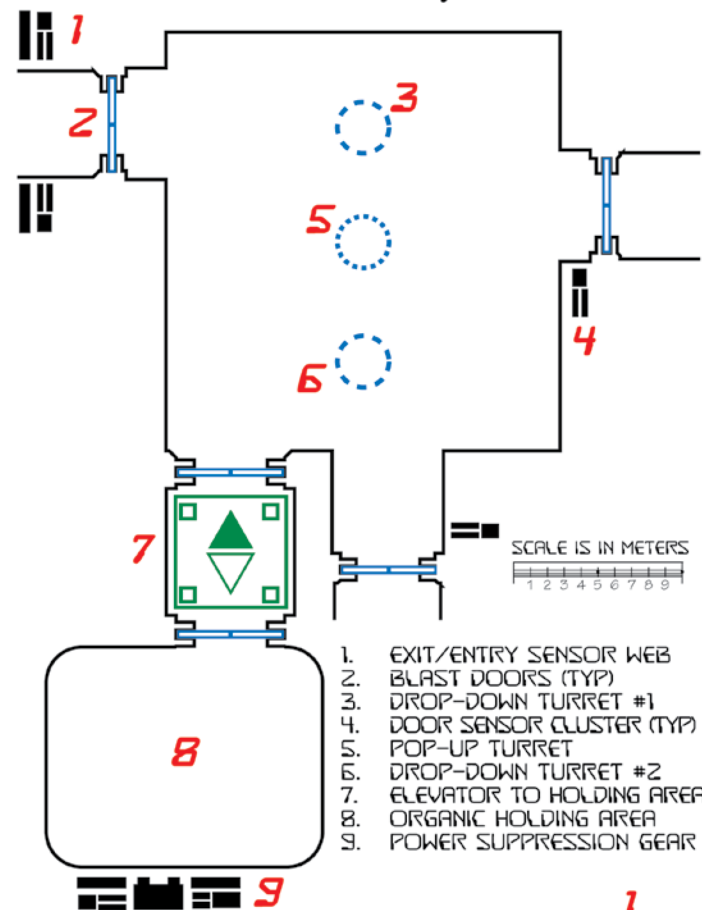 1
2
3
5
4
6
7
SCALE IS IN METERS
1 2 3 4 5 6 7 8 9
8
1. EXIT/ENTRY SENSOR WEB
2. BLAST DOORS (TYP)
3. DROP-DOWN TURRET #1
4. DOOR SENSOR CLUSTER (TYP)
5. POP-UP TURRET
6. DROP-DOWN TURRET #2
7. ELEVATOR TO HOLDING AREA
8. ORGANIC HOLDING AREA
9. POWER SUPPRESSION GEAR
9
1